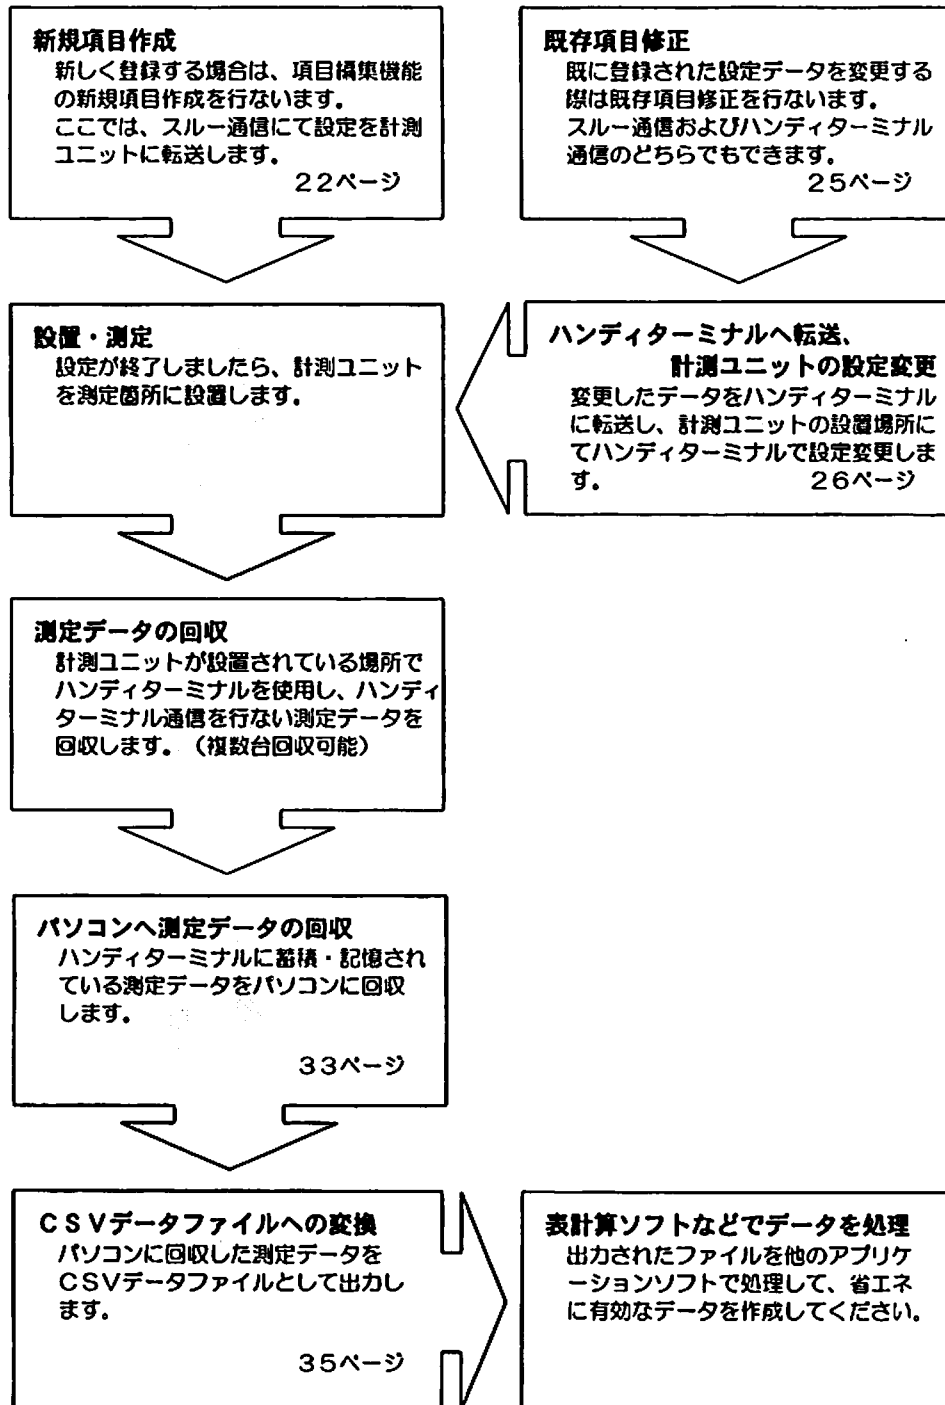 新規項目作成
新しく登録する場合は、項目編集機能
の新規項目作成を行ないます。
ここでは、スルー通信にて設定を計測
ユニットに転送します。
22ページ
既存項目修正
既に登録された設定データを変更する
際は既存項目修正を行ないます。
スルー通信およびハンディターミナル
通信のどちらでもできます。
25ページ
設置・測定
設定が終了しましたら、計測ユニット
を測定箇所に設置します。
ハンディターミナルへ転送、
計測ユニットの設定変更
変更したデータをハンディターミナル
に転送し、計測ユニットの設置場所に
てハンディターミナルで設定変更しま
す。 26ページ
測定データの回収
計測ユニットが設置されている場所で
ハンディターミナルを使用し、ハンディ
ターミナル通信を行ない測定データを
回収します。（複数台回収可能）
パソコンへ測定データの回収
ハンディターミナルに蓄積・記憶され
ている測定データをパソコンに回収
します。
33ページ
CSVデータファイルへの変換
パソコンに回収した測定データを
CSVデータファイルとして出力し
ます。
35ページ
表計算ソフトなどでデータを処理
出力されたファイルを他のアプリケ
ーションソフトで処理して、省エネ
に有効なデータを作成してください。